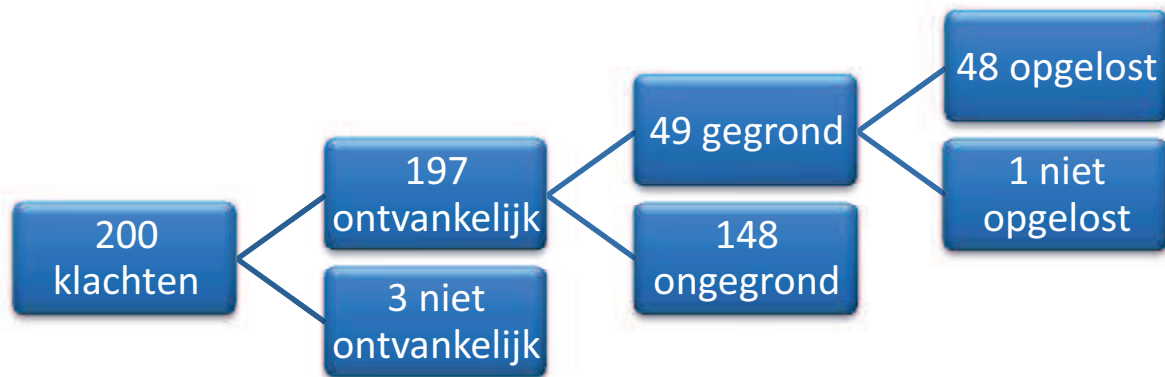 200
klachten
197
ontvankelijk
3 niet
ontvankelijk
49 gegrond
148
ongegrond
48 opgelost
1 niet
opgelost